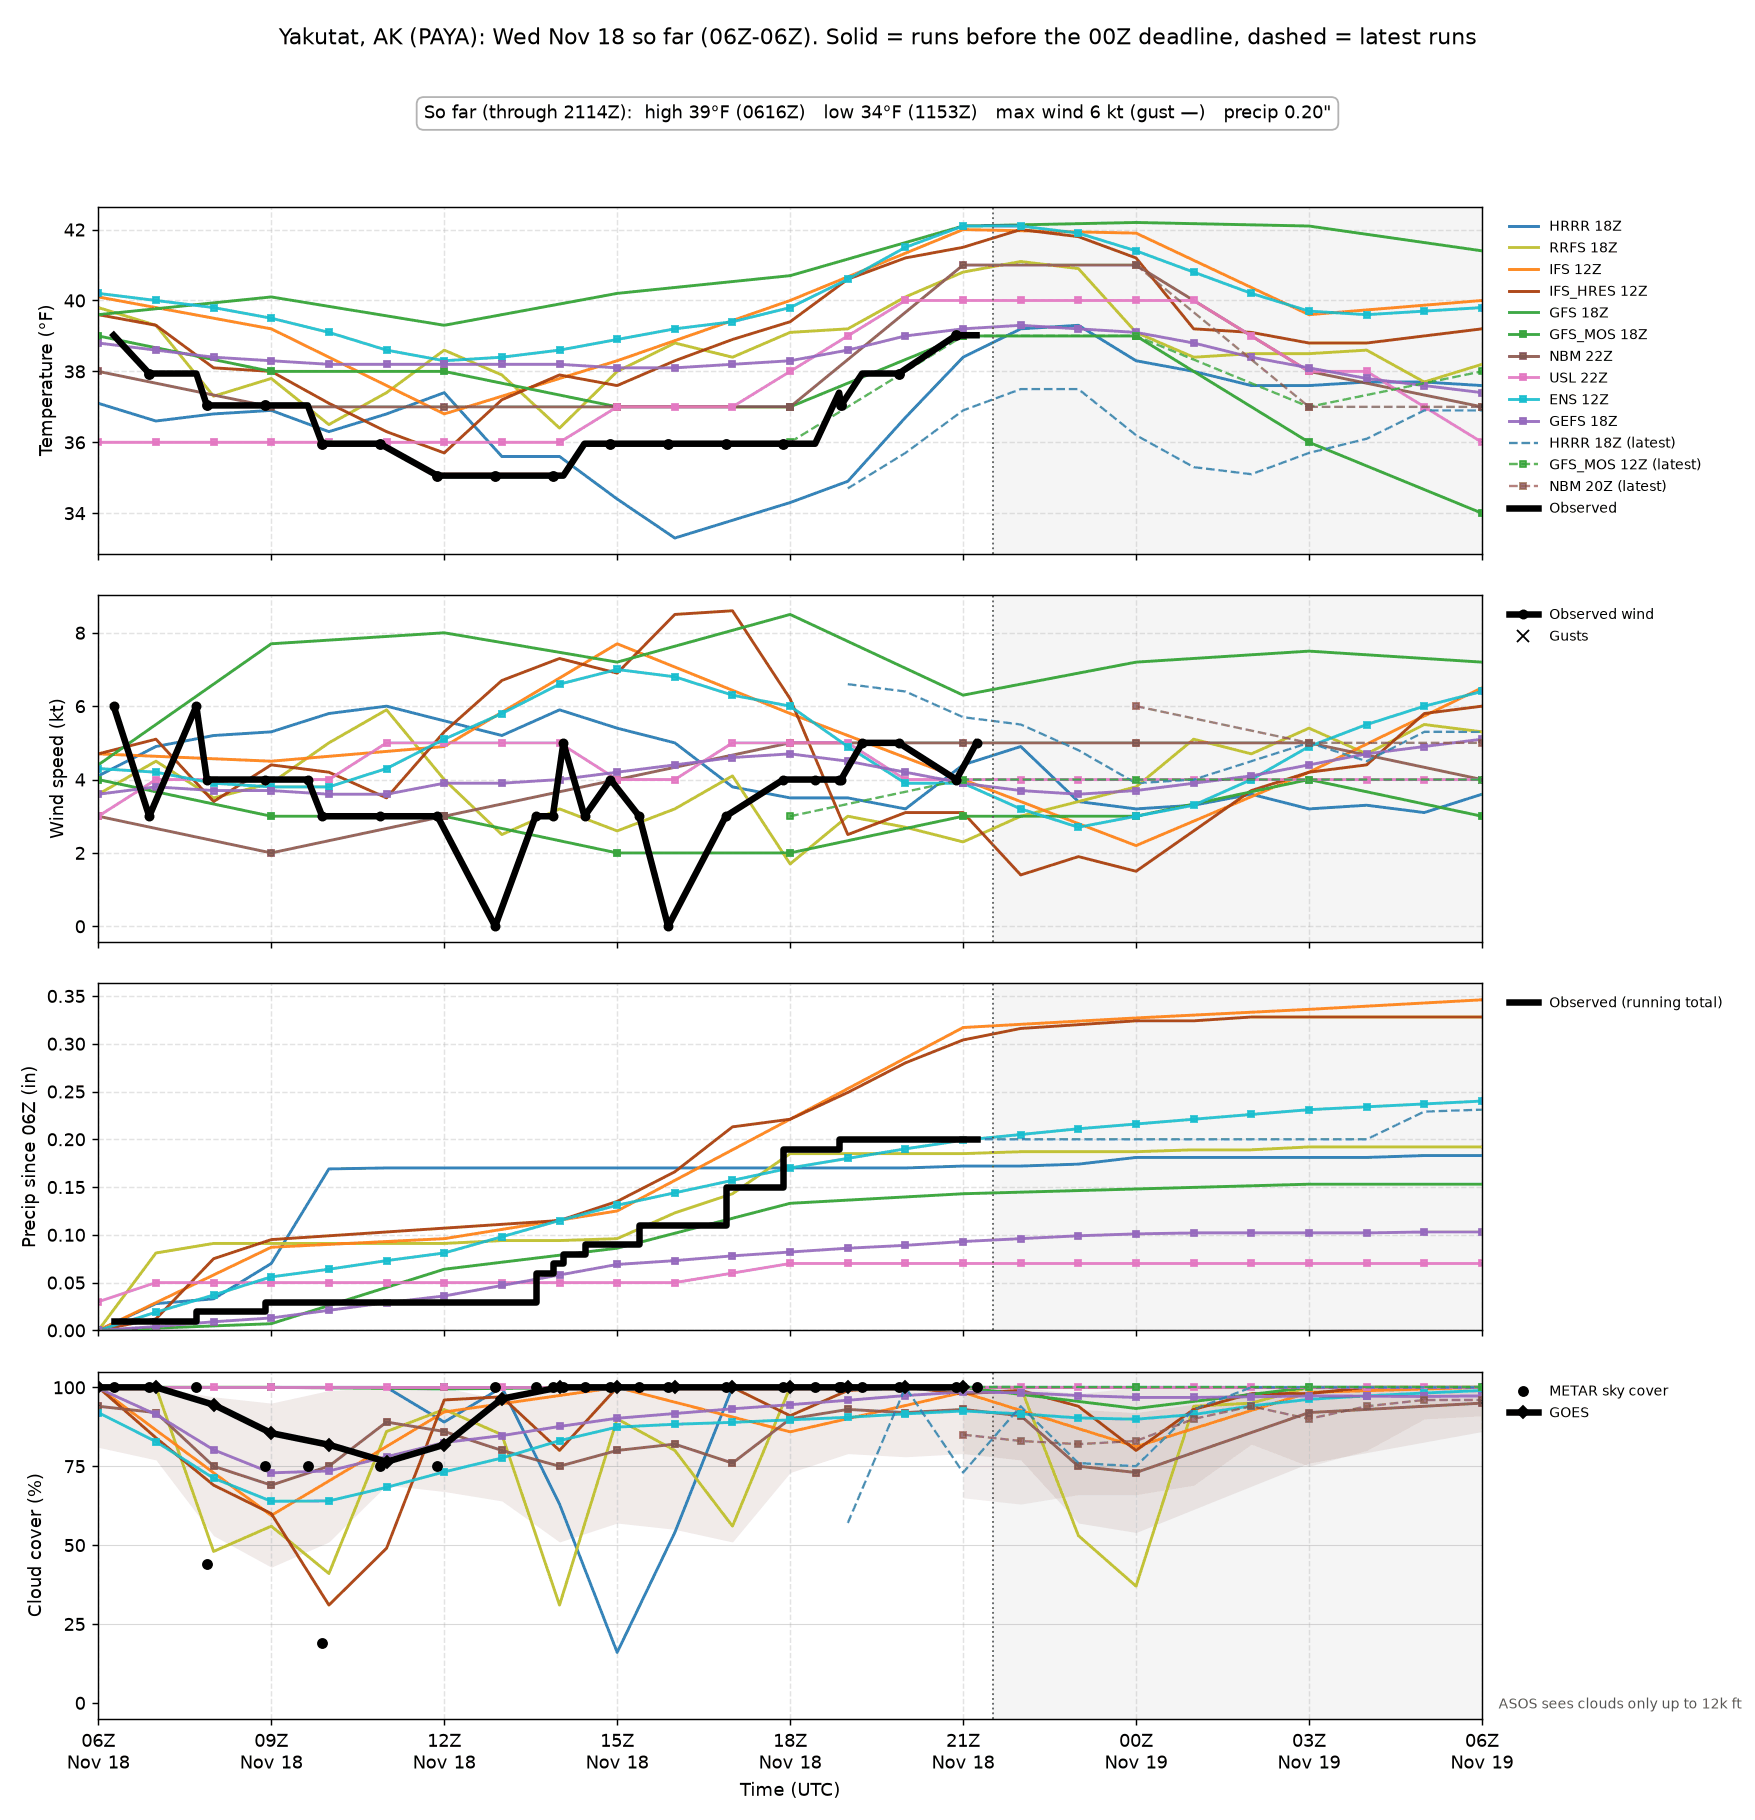 Yakutat, AK (PAYA): Wed Nov 18 so far (06Z-06Z). Solid = runs before the 00Z deadline, dashed = latest runs
So far (through 2114Z):  high 39°F (0616Z)   low 34°F (1153Z)   max wind 6 kt (gust —)   precip 0.20"
Temperature (°F)
42
40
38
36
34
HRRR 18Z
RRFS 18Z
IFS 12Z
IFS_HRES 12Z
GFS 18Z
GFS_MOS 18Z
NBM 22Z
USL 22Z
ENS 12Z
GEFS 18Z
HRRR 18Z (latest)
GFS_MOS 12Z (latest)
NBM 20Z (latest)
Observed
Wind speed (kt)
8
6
4
2
0
Observed wind
Gusts
Precip since 06Z (in)
0.35
0.30
0.25
0.20
0.15
0.10
0.05
0.00
Observed (running total)
Cloud cover (%)
100
75
50
25
0
METAR sky cover
GOES
ASOS sees clouds only up to 12k ft
06Z 09Z 12Z 15Z 18Z 21Z 00Z 03Z 06Z
Nov 18 Nov 18 Nov 18 Nov 18 Nov 18 Nov 18 Nov 19 Nov 19 Nov 19
Time (UTC)